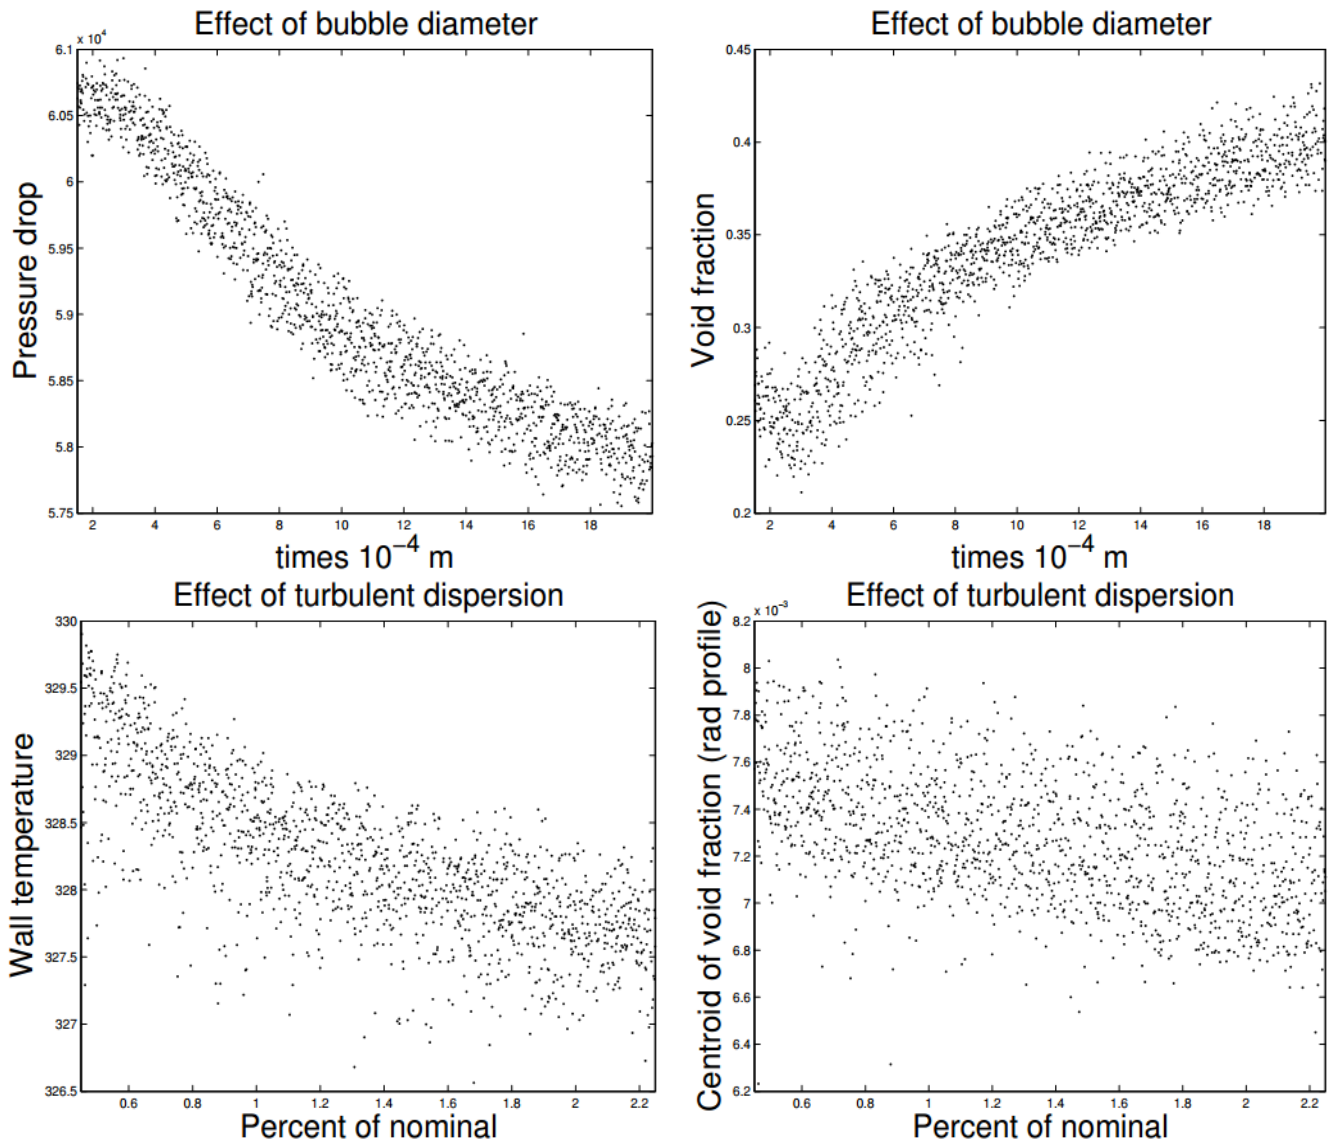 Effect of bubble diameter
x 10⁴
6.1
6.05
6
5.95
5.9
5.85
5.8
5.75
Pressure drop
2 4 6 8 10 12 14 16 18
times 10⁻⁴ m
Effect of bubble diameter
0.45
0.4
0.35
0.3
0.25
0.2
Void fraction
2 4 6 8 10 12 14 16 18
times 10⁻⁴ m
Effect of turbulent dispersion
330
329.5
329
328.5
328
327.5
327
326.5
Wall temperature
0.6 0.8 1 1.2 1.4 1.6 1.8 2 2.2
Percent of nominal
Effect of turbulent dispersion
x 10⁻³
8.2
8
7.8
7.6
7.4
7.2
7
6.8
6.6
6.4
6.2
Centroid of void fraction (rad profile)
0.6 0.8 1 1.2 1.4 1.6 1.8 2 2.2
Percent of nominal